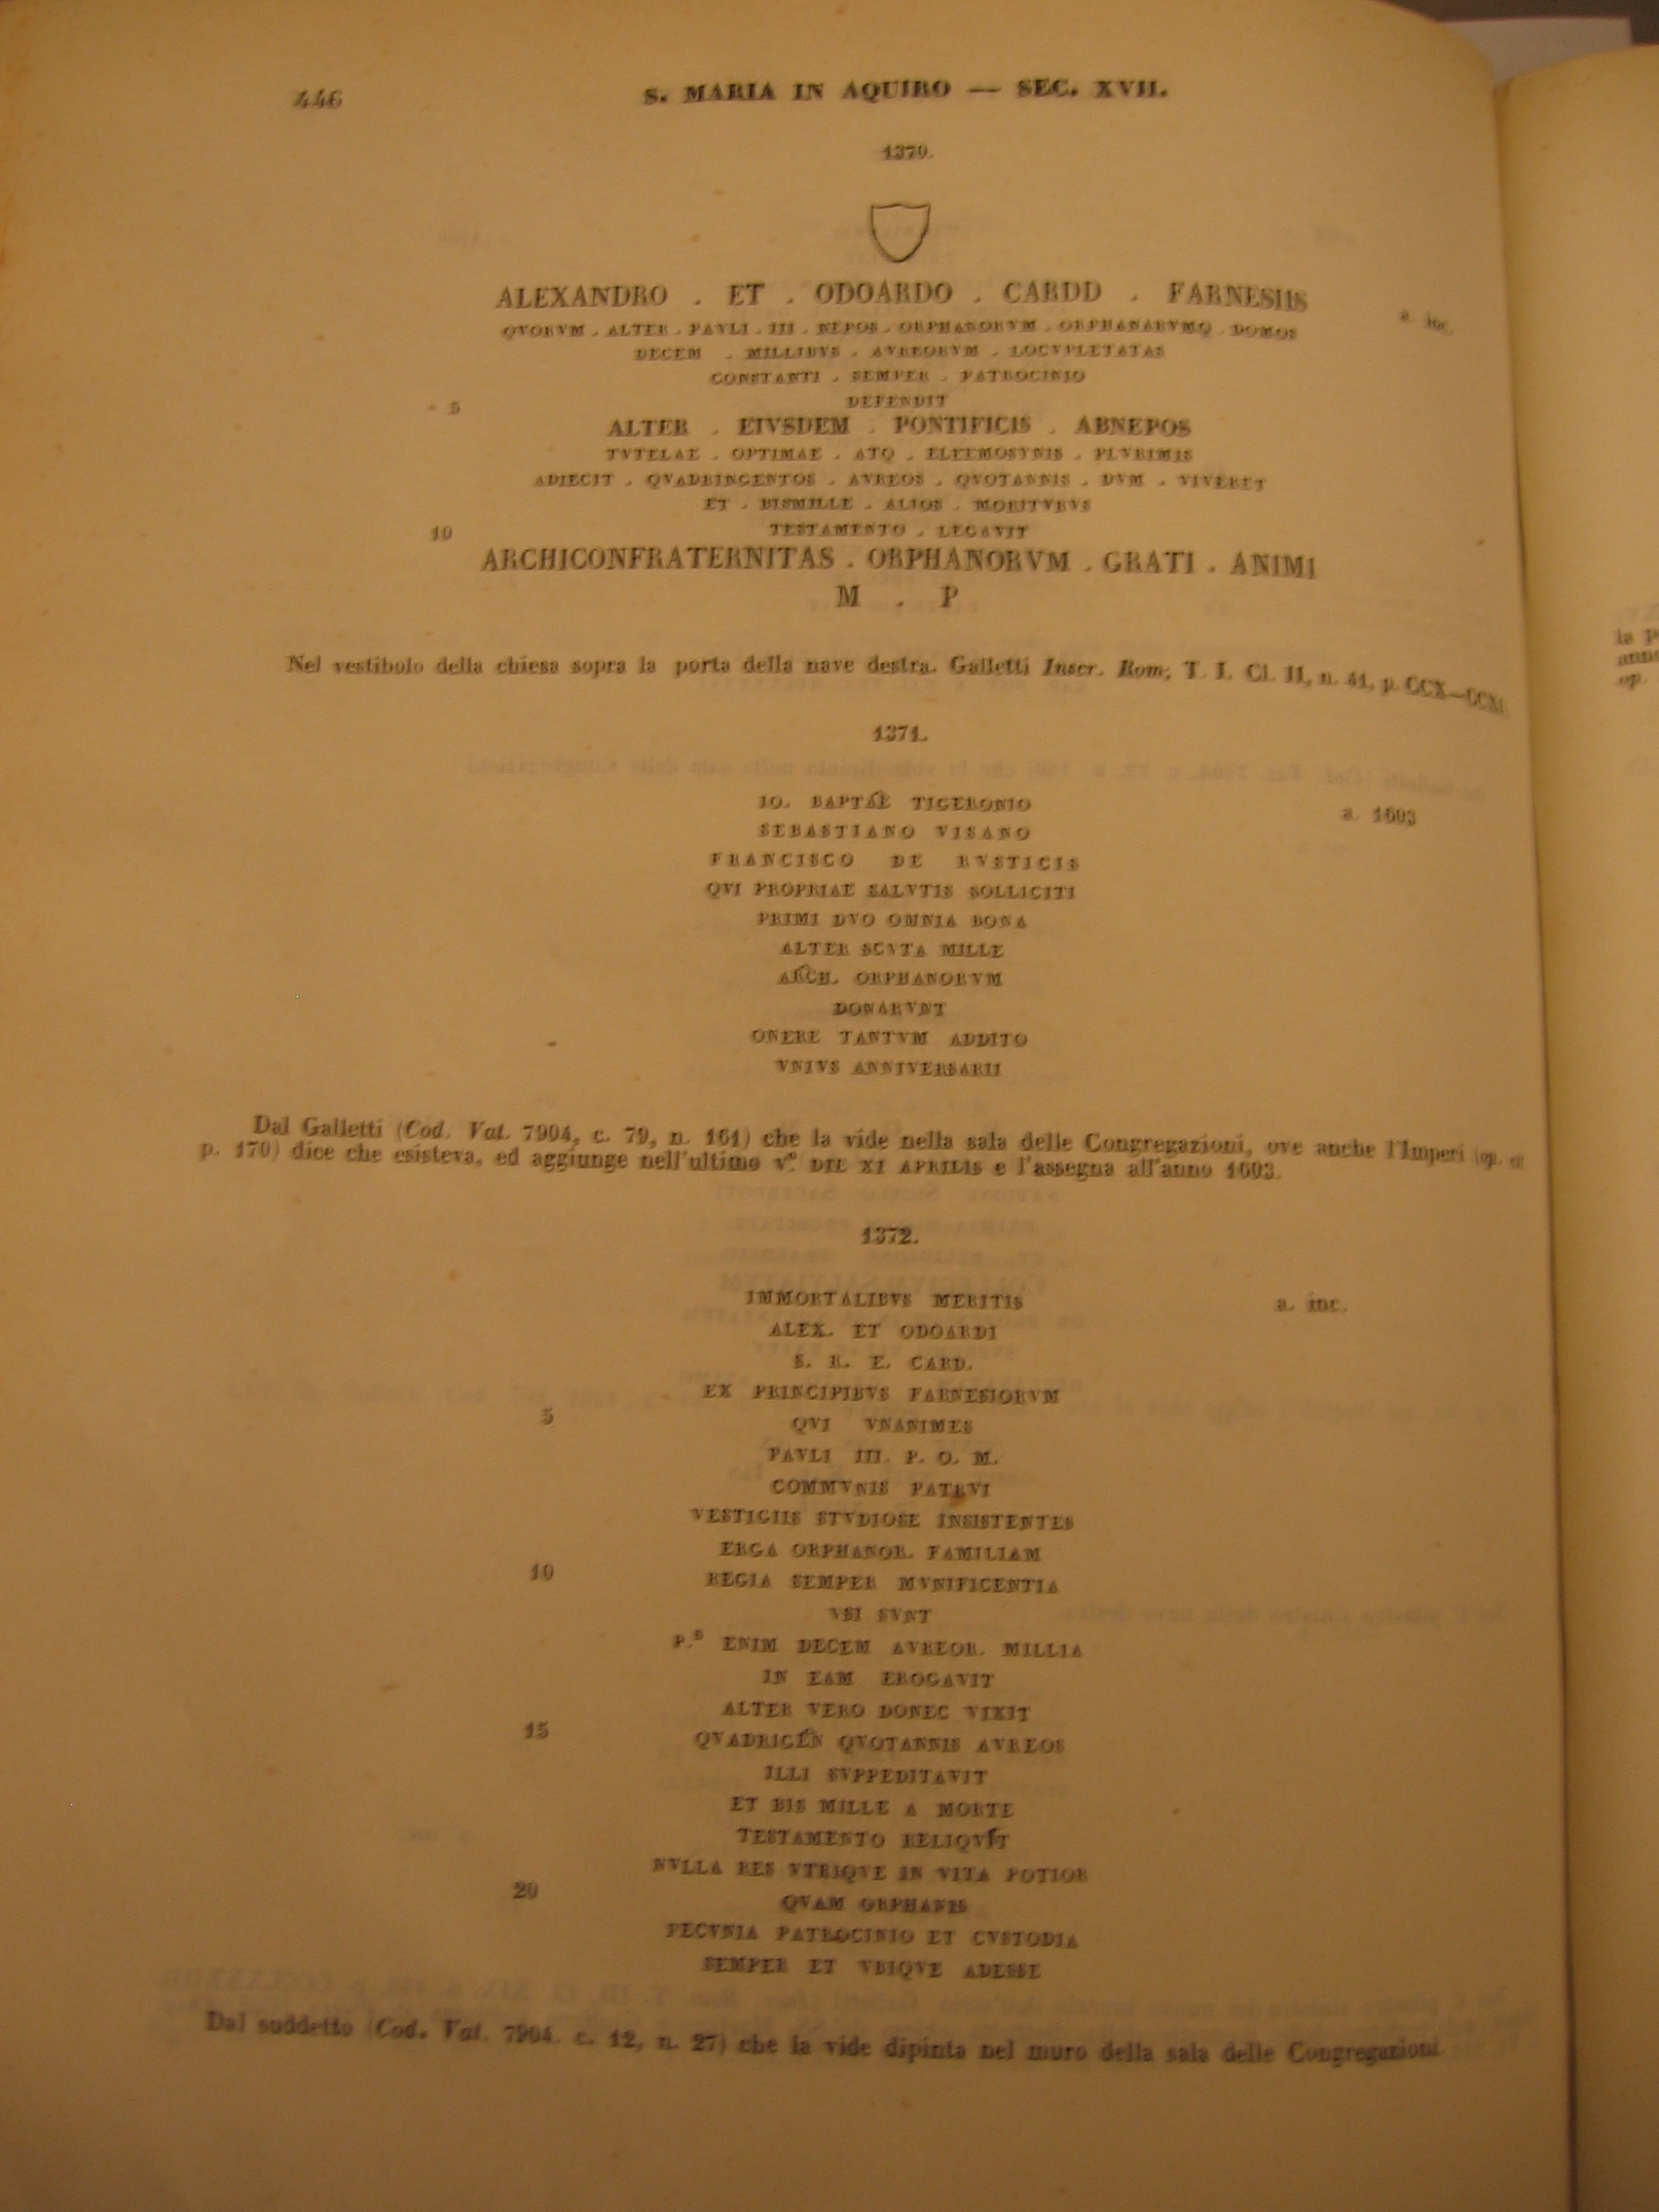 446
S. MARIA IN AQUIRO — SEC. XVII.
1370.
ALEXANDRO . ET . ODOARDO . CARDD . FARNESIIS
a. inc.
QVORVM . ALTER . PAVLI . III . NEPOS . ORPHANORVM . ORPHANARVMQ . DOMOS
DECEM . MILLIBVS . AVREORVM . LOCVPLETATAS
CONSTANTI . SEMPER . PATROCINIO
5 DEFENDIT
ALTER . EIVSDEM . PONTIFICIS . ABNEPOS
TVTELAE . OPTIMAE . ATQ . ELEEMOSYNIS . PLVRIMIS
ADIECIT . QVADRINGENTOS . AVREOS . QVOTANNIS . DVM . VIVERET
ET . BISMILLE . ALIOS . MORITVRVS
10 TESTAMENTO . LEGAVIT
ARCHICONFRATERNITAS . ORPHANORVM . GRATI . ANIMI
M . P
Nel vestibolo della chiesa sopra la porta della nave destra. Galletti Inscr. Rom; T. I. Cl. II, n. 41, p. CCX—CCXI
1371.
IO. BAPTAE TIGERONIO
a. 1603
SEBASTIANO VISANO
FRANCISCO DE RVSTICIS
QVI PROPRIAE SALVTIS SOLLICITI
PRIMI DVO OMNIA BONA
ALTER SCVTA MILLE
ARCH. ORPHANORVM
DONARVNT
ONERE TANTVM ADDITO
VNIVS ANNIVERSARII
Dal Galletti (Cod. Vat. 7904, c. 79, n. 161) che la vide nella sala delle Congregazioni, ove anche l'Imperi (op. cit
p. 170) dice che esisteva, ed aggiunge nell'ultimo v.º DIE XI APRILIS e l'assegna all'anno 1603.
1372.
IMMORTALIBVS MERITIS
a. inc.
ALEX. ET ODOARDI
S. R. E. CARD.
EX PRINCIPIBVS FARNESIORVM
5 QVI VNANIMES
PAVLI III. P. O. M.
COMMVNIS PATRVI
VESTIGIIS STVDIOSE INSISTENTES
ERGA ORPHANOR. FAMILIAM
10 REGIA SEMPER MVNIFICENTIA
VSI SVNT
P.s ENIM DECEM AVREOR. MILLIA
IN EAM EROGAVIT
ALTER VERO DONEC VIXIT
15 QVADRIGEN̄ QVOTANNIS AVREOS
ILLI SVPPEDITAVIT
ET BIS MILLE A MORTE
TESTAMENTO RELIQVIT
NVLLA RES VTRIQVE IN VITA POTIOR
20 QVAM ORPHANIS
PECVNIA PATROCINIO ET CVSTODIA
SEMPER ET VBIQVE ADESSE
Dal suddetto (Cod. Vat. 7904. c. 12, n. 27) che la vide dipinta nel muro della sala delle Congregazioni
la P
anno
op.